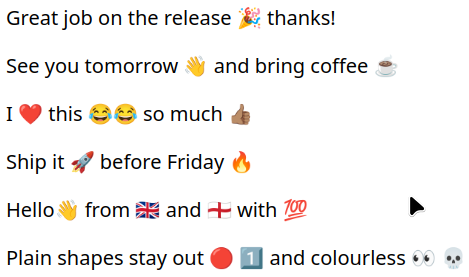 Great job on the release 🎉 thanks!
See you tomorrow 👋 and bring coffee ☕
I ❤️ this 😂😂 so much 👍🏽
Ship it 🚀 before Friday 🔥
Hello👋 from 🇬🇧 and 🏴󠁧󠁢󠁥󠁮󠁧󠁿 with 💯
Plain shapes stay out 🔴 1️⃣ and colourless 👀 💀